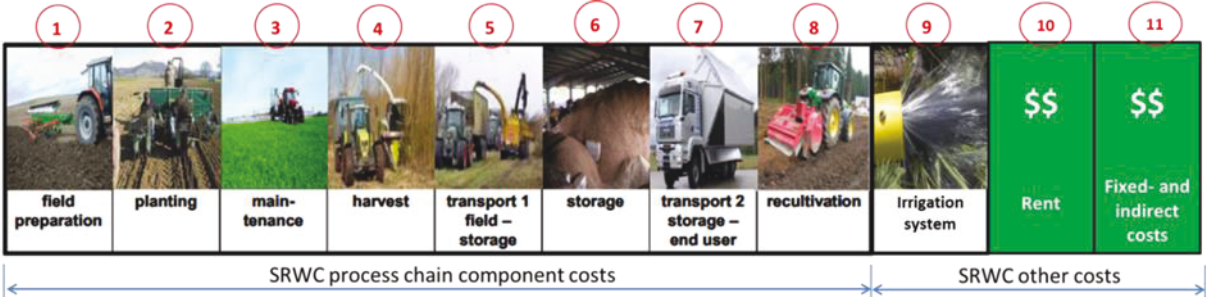 1 2 3 4 5 6 7 8 9 10 11
$$ $$
field
preparation
planting
main-
tenance
harvest
transport 1
field –
storage
storage
transport 2
storage –
end user
recultivation
Irrigation
system
Rent
Fixed- and
indirect
costs
SRWC process chain component costs
SRWC other costs